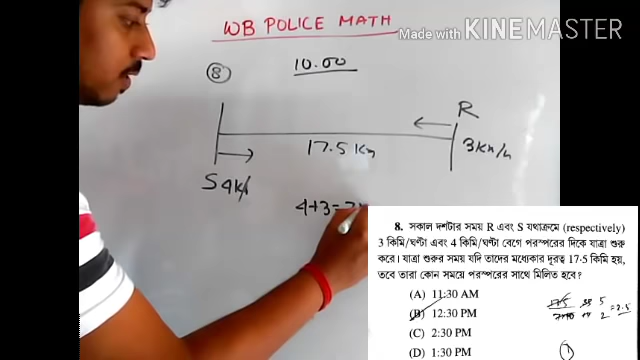 WB POLICE MATH
Made with KINEMASTER
8
10.00
R
17.5 Km
3km/h
S 4k/
4+3=7
8. সকাল দশটার সময় R এবং S যথাক্রমে (respectively)
3 কিমি/ঘণ্টা এবং 4 কিমি/ঘণ্টা বেগে পরস্পরের দিকে যাত্রা শুরু
করে। যাত্রা শুরুর সময় যদি তাদের মধ্যেকার দূরত্ব 17·5 কিমি হয়,
তবে তারা কোন সময়ে পরস্পরের সাথে মিলিত হবে?
(A) 11:30 AM
(B) 12:30 PM
(C) 2:30 PM
(D) 1:30 PM